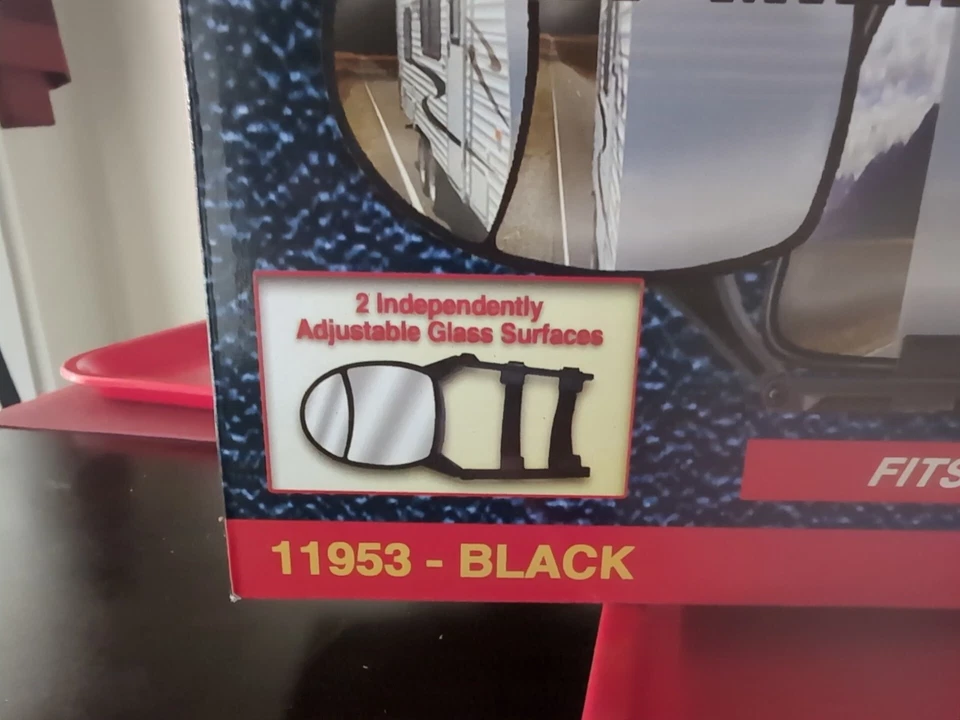 2 Independently
Adjustable Glass Surfaces
FITS
11953 - BLACK